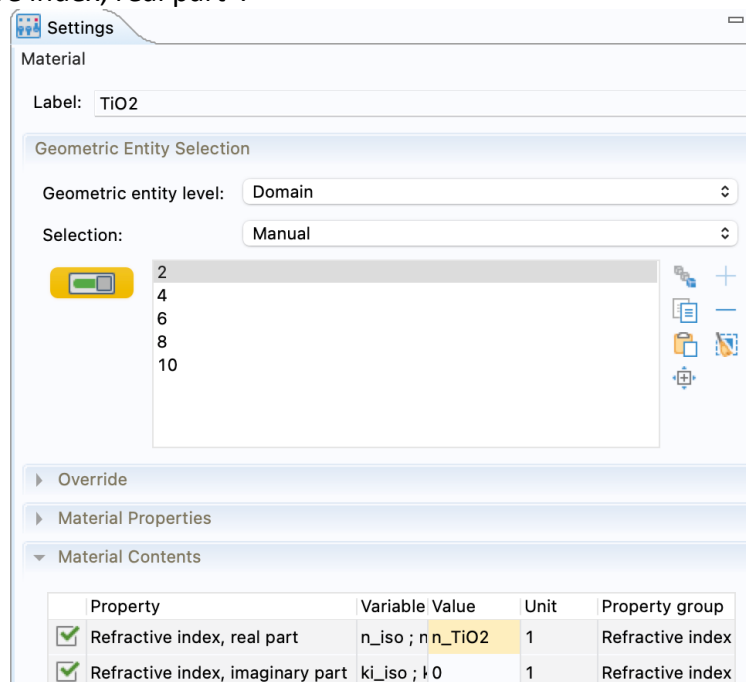 Settings
Material
Label: TiO2
Geometric Entity Selection
Geometric entity level: Domain
Selection: Manual
2
4
6
8
10
Override
Material Properties
Material Contents
Property Variable Value Unit Property group
Refractive index, real part n_iso ; n n_TiO2 1 Refractive index
Refractive index, imaginary part ki_iso ; k 0 1 Refractive index